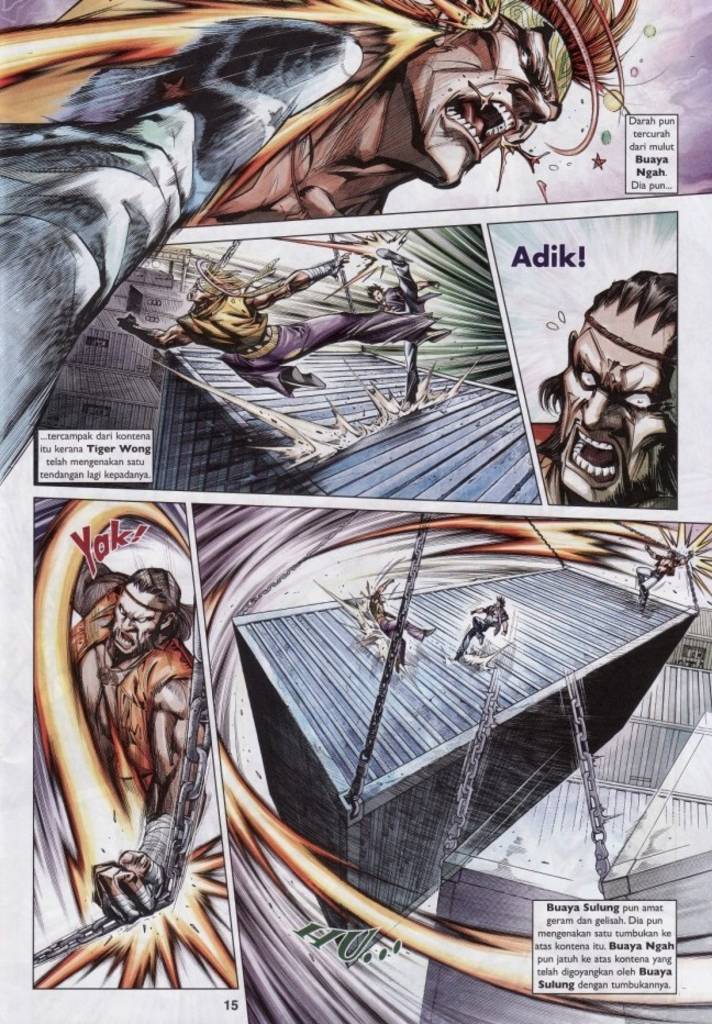 Darah pun
tercurah
dari mulut
Buaya
Ngah.
Dia pun...
Adik!
...tercampak dari kontena
itu kerana Tiger Wong
telah mengenakan satu
tendangan lagi kepadanya.
Yak!
HU...
Buaya Sulung pun amat
geram dan gelisah. Dia pun
mengenakan satu tumbukan ke
atas kontena itu. Buaya Ngah
pun jatuh ke atas kontena yang
telah digoyangkan oleh Buaya
Sulung dengan tumbukannya.
15